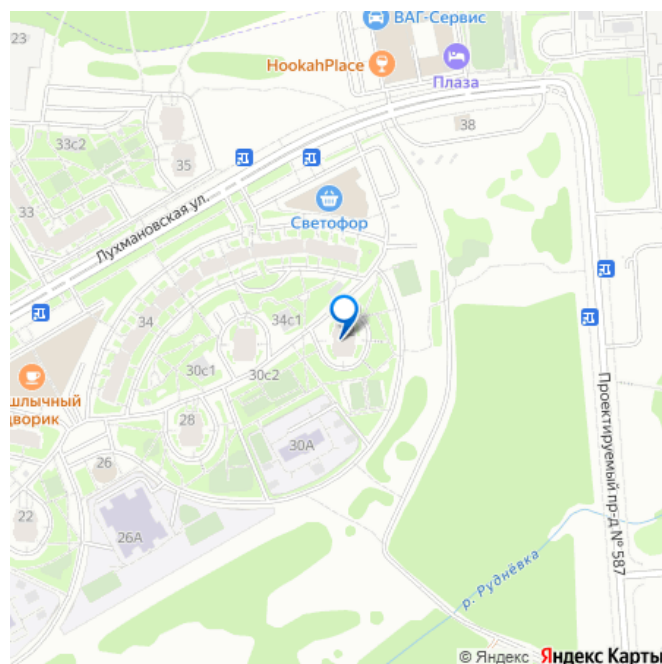 23
ВАГ-Сервис
HookahPlace
Плаза
38
33с2
35
33
Лухмановская ул.
Светофор
34
34с1
30с1
30с2
шлычный
дворик
28
30А
26
22
26А
Проектируемый пр-д № 587
р. Руднёвка
© Яндекс Яндекс Карты